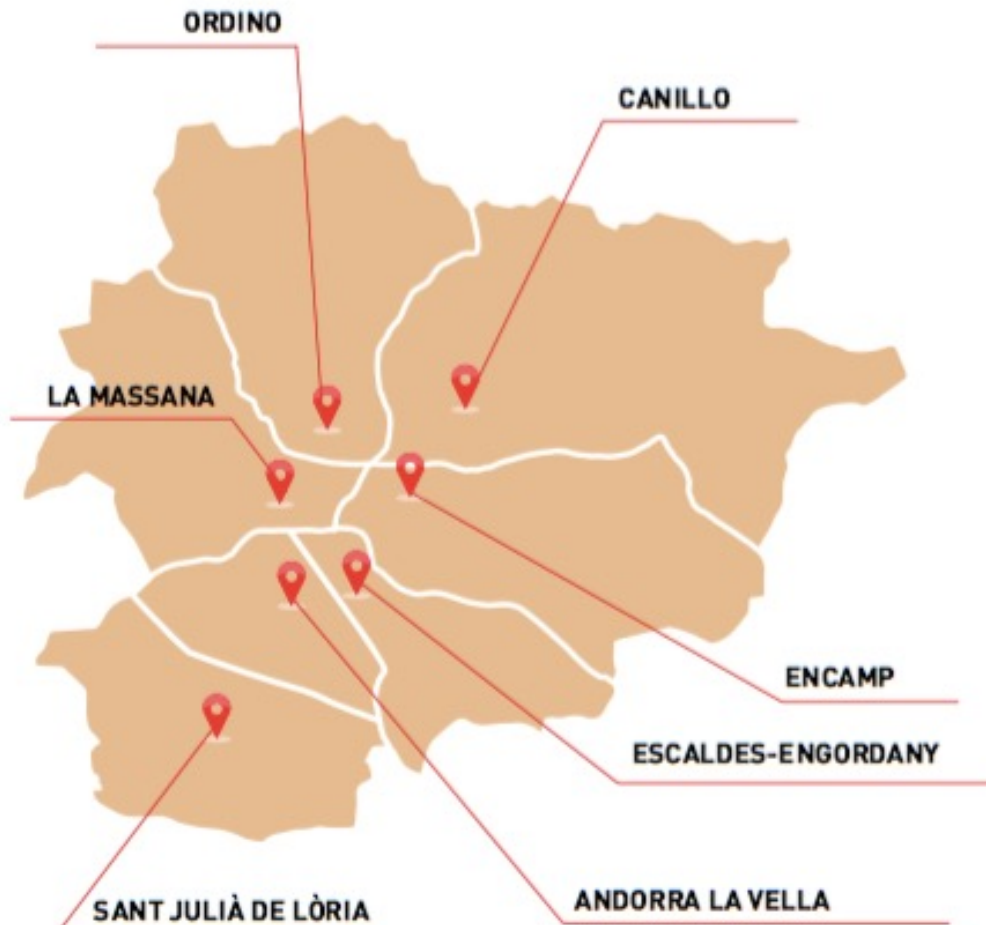 ORDINO
CANILLO
LA MASSANA
ENCAMP
ESCALDES-ENGORDANY
ANDORRA LA VELLA
SANT JULIÀ DE LÒRIA